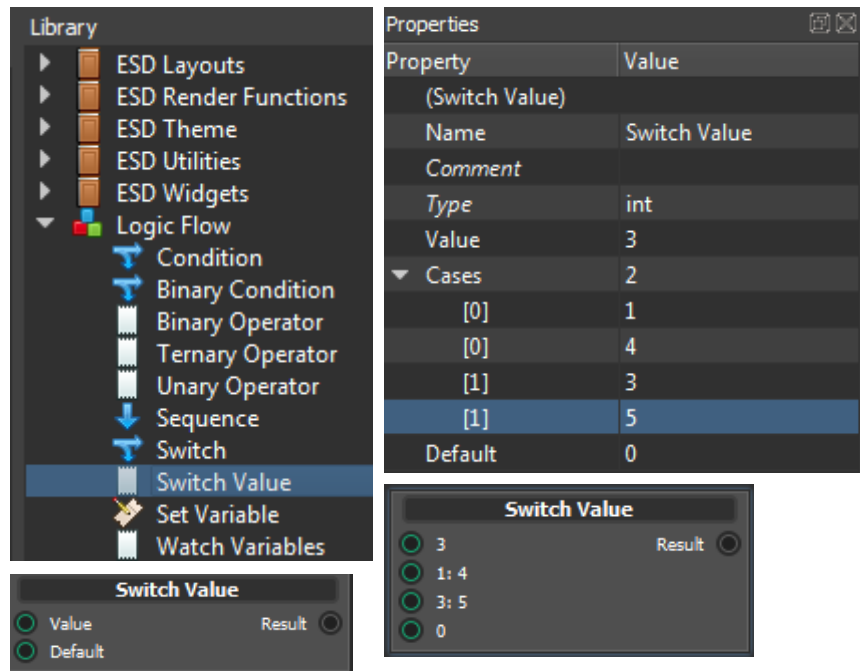 Library
ESD Layouts
ESD Render Functions
ESD Theme
ESD Utilities
ESD Widgets
Logic Flow
Condition
Binary Condition
Binary Operator
Ternary Operator
Unary Operator
Sequence
Switch
Switch Value
Set Variable
Watch Variables
Switch Value
Value Result
Default
Properties
Property Value
(Switch Value)
Name Switch Value
Comment
Type int
Value 3
Cases 2
[0] 1
[0] 4
[1] 3
[1] 5
Default 0
Switch Value
3 Result
1: 4
3: 5
0